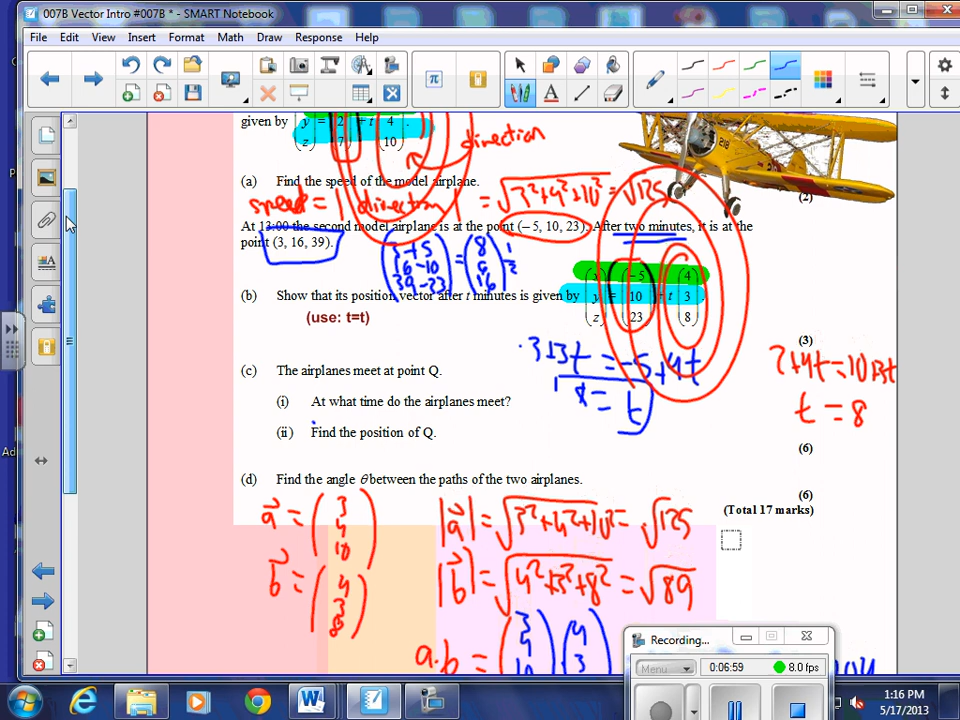 007B Vector Intro #007B * - SMART Notebook
File Edit View Insert Format Math Draw Response Help
given by
y = 2 + t 4
z 7 10
direction
(a) Find the speed of the model airplane.
(2)
speed = | direction | = √3²+4²+10² = √125
At 13:00 the second model airplane is at the point (−5, 10, 23). After two minutes, it is at the
point (3, 16, 39).
3+5 8
16-10 = 6
39-23 16
1
2
(b) Show that its position vector after t minutes is given by
x −5 4
y = 10 + t 3 .
z 23 8
(use: t=t)
(3)
3+3t = -5+4t
8 = t
2+4t=10+3t
t = 8
(c) The airplanes meet at point Q.
(i) At what time do the airplanes meet?
(ii) Find the position of Q.
(6)
(d) Find the angle θ between the paths of the two airplanes.
(6)
(Total 17 marks)
a = 3
4
10
|a| = √3²+4²+10² = √125
b = 4
3
8
|b| = √4²+3²+8² = √89
a.b = 3 4
4 3
10
Recording...
Menu
0:06:59
8.0 fps
1:16 PM
5/17/2013